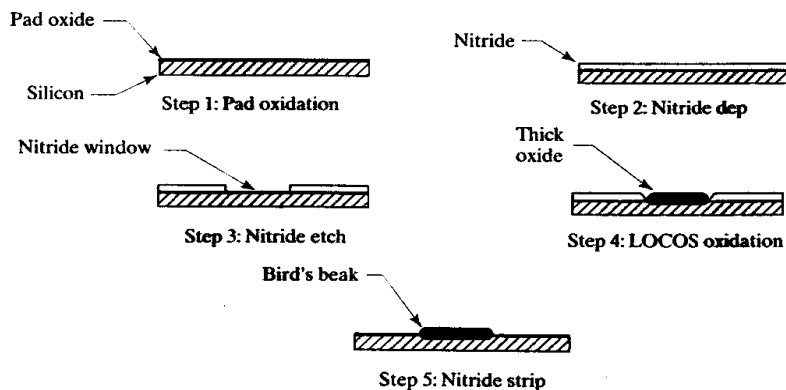 Pad oxide
Silicon
Step 1: Pad oxidation
Nitride
Step 2: Nitride dep
Nitride window
Step 3: Nitride etch
Thick
oxide
Step 4: LOCOS oxidation
Bird's beak
Step 5: Nitride strip